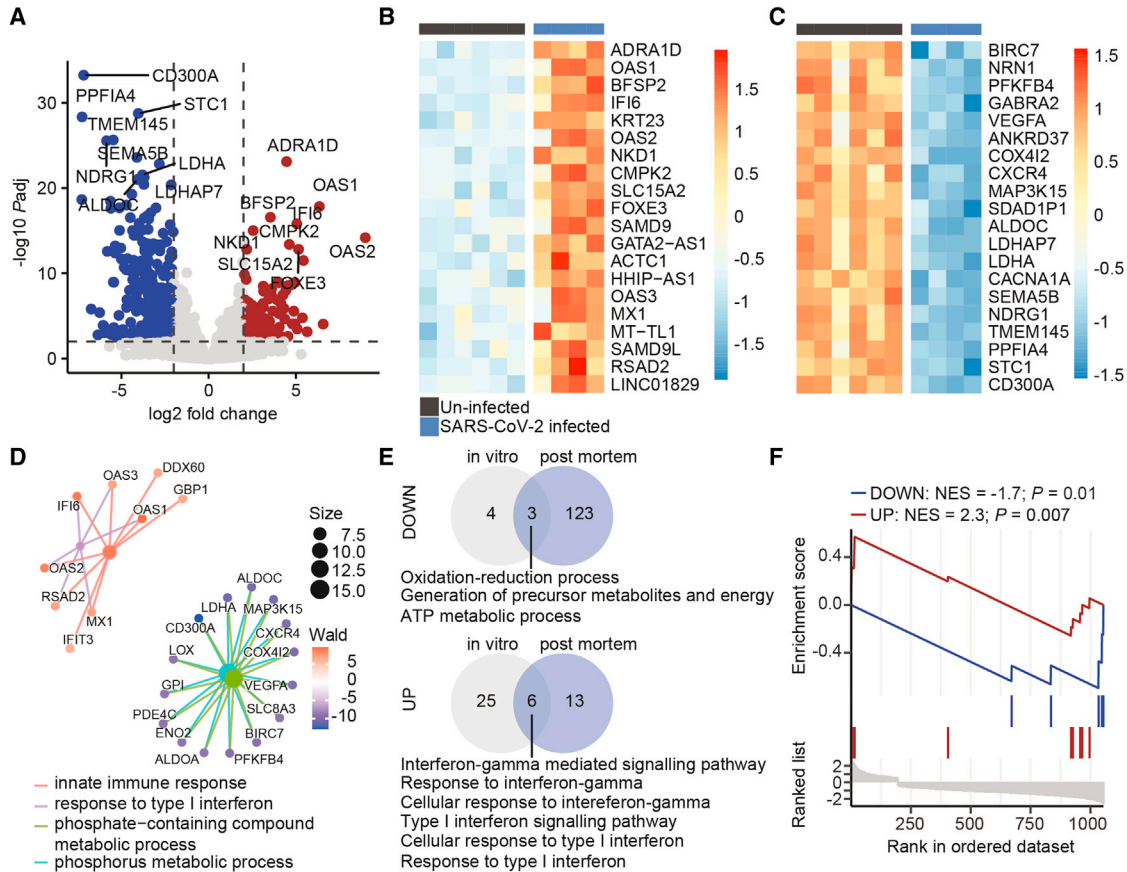 A
-log10 Padj
30
20
10
0
-5
0
5
log2 fold change
CD300A
PPFIA4
STC1
TMEM145
SEMA5B
LDHA
NDRG1
LDHAP7
ALDOC
ADRA1D
OAS1
BFSP2
IFI6
CMPK2
NKD1
OAS2
SLC15A2
FOXE3
B
ADRA1D
OAS1
BFSP2
IFI6
KRT23
OAS2
NKD1
CMPK2
SLC15A2
FOXE3
SAMD9
GATA2-AS1
ACTC1
HHIP-AS1
OAS3
MX1
MT-TL1
SAMD9L
RSAD2
LINC01829
1.5
1
0.5
0
-0.5
-1
-1.5
Un-infected
SARS-CoV-2 infected
C
BIRC7
NRN1
PFKFB4
GABRA2
VEGFA
ANKRD37
COX4I2
CXCR4
MAP3K15
SDAD1P1
ALDOC
LDHAP7
LDHA
CACNA1A
SEMA5B
NDRG1
TMEM145
PPFIA4
STC1
CD300A
1.5
1
0.5
0
-0.5
-1
-1.5
D
DDX60
OAS3
GBP1
IFI6
OAS1
OAS2
RSAD2
MX1
IFIT3
ALDOC
LDHA
MAP3K15
CD300A
CXCR4
LOX
COX4I2
GPI
VEGFA
PDE4C
SLC8A3
ENO2
BIRC7
ALDOA
PFKFB4
Size
7.5
10.0
12.5
15.0
Wald
5
0
-5
-10
innate immune response
response to type I interferon
phosphate-containing compound
metabolic process
phosphorus metabolic process
E
in vitro post mortem
DOWN
4 3 123
Oxidation-reduction process
Generation of precursor metabolites and energy
ATP metabolic process
in vitro post mortem
UP
25 6 13
Interferon-gamma mediated signalling pathway
Response to interferon-gamma
Cellular response to intereferon-gamma
Type I interferon signalling pathway
Cellular response to type I interferon
Response to type I interferon
F
DOWN: NES = -1.7; P = 0.01
UP: NES = 2.3; P = 0.007
Enrichment score
0.4
0.0
-0.4
Ranked list
2
1
0
-1
-2
250 500 750 1000
Rank in ordered dataset